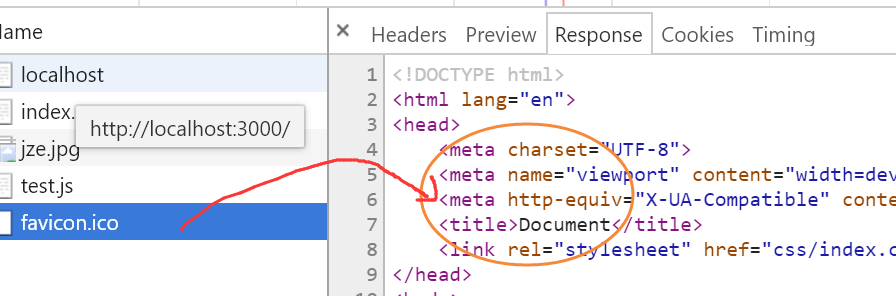 Name
Headers Preview Response Cookies Timing
localhost
index.
http://localhost:3000/
jze.jpg
test.js
favicon.ico
1 <!DOCTYPE html>
2 <html lang="en">
3 <head>
4 <meta charset="UTF-8">
5 <meta name="viewport" content="width=dev
6 <meta http-equiv="X-UA-Compatible" conte
7 <title>Document</title>
8 <link rel="stylesheet" href="css/index.c
9 </head>